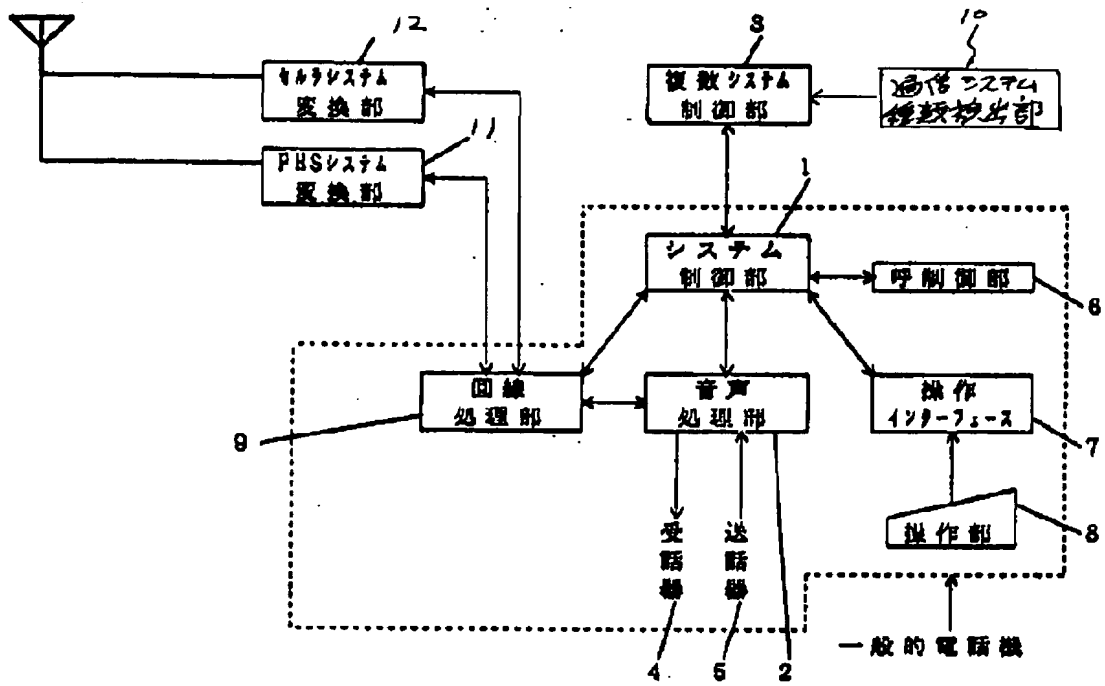 12
セルラシステム
変換部
11
PHSシステム
変換部
3
複数システム
制御部
10
通信システム
1
システム
制御部
呼制御部
6
回線
処理部
9
音声
処理部
操作
インターフェース
7
操作部
8
受話器
送話器
4
5
2
一般的電話機